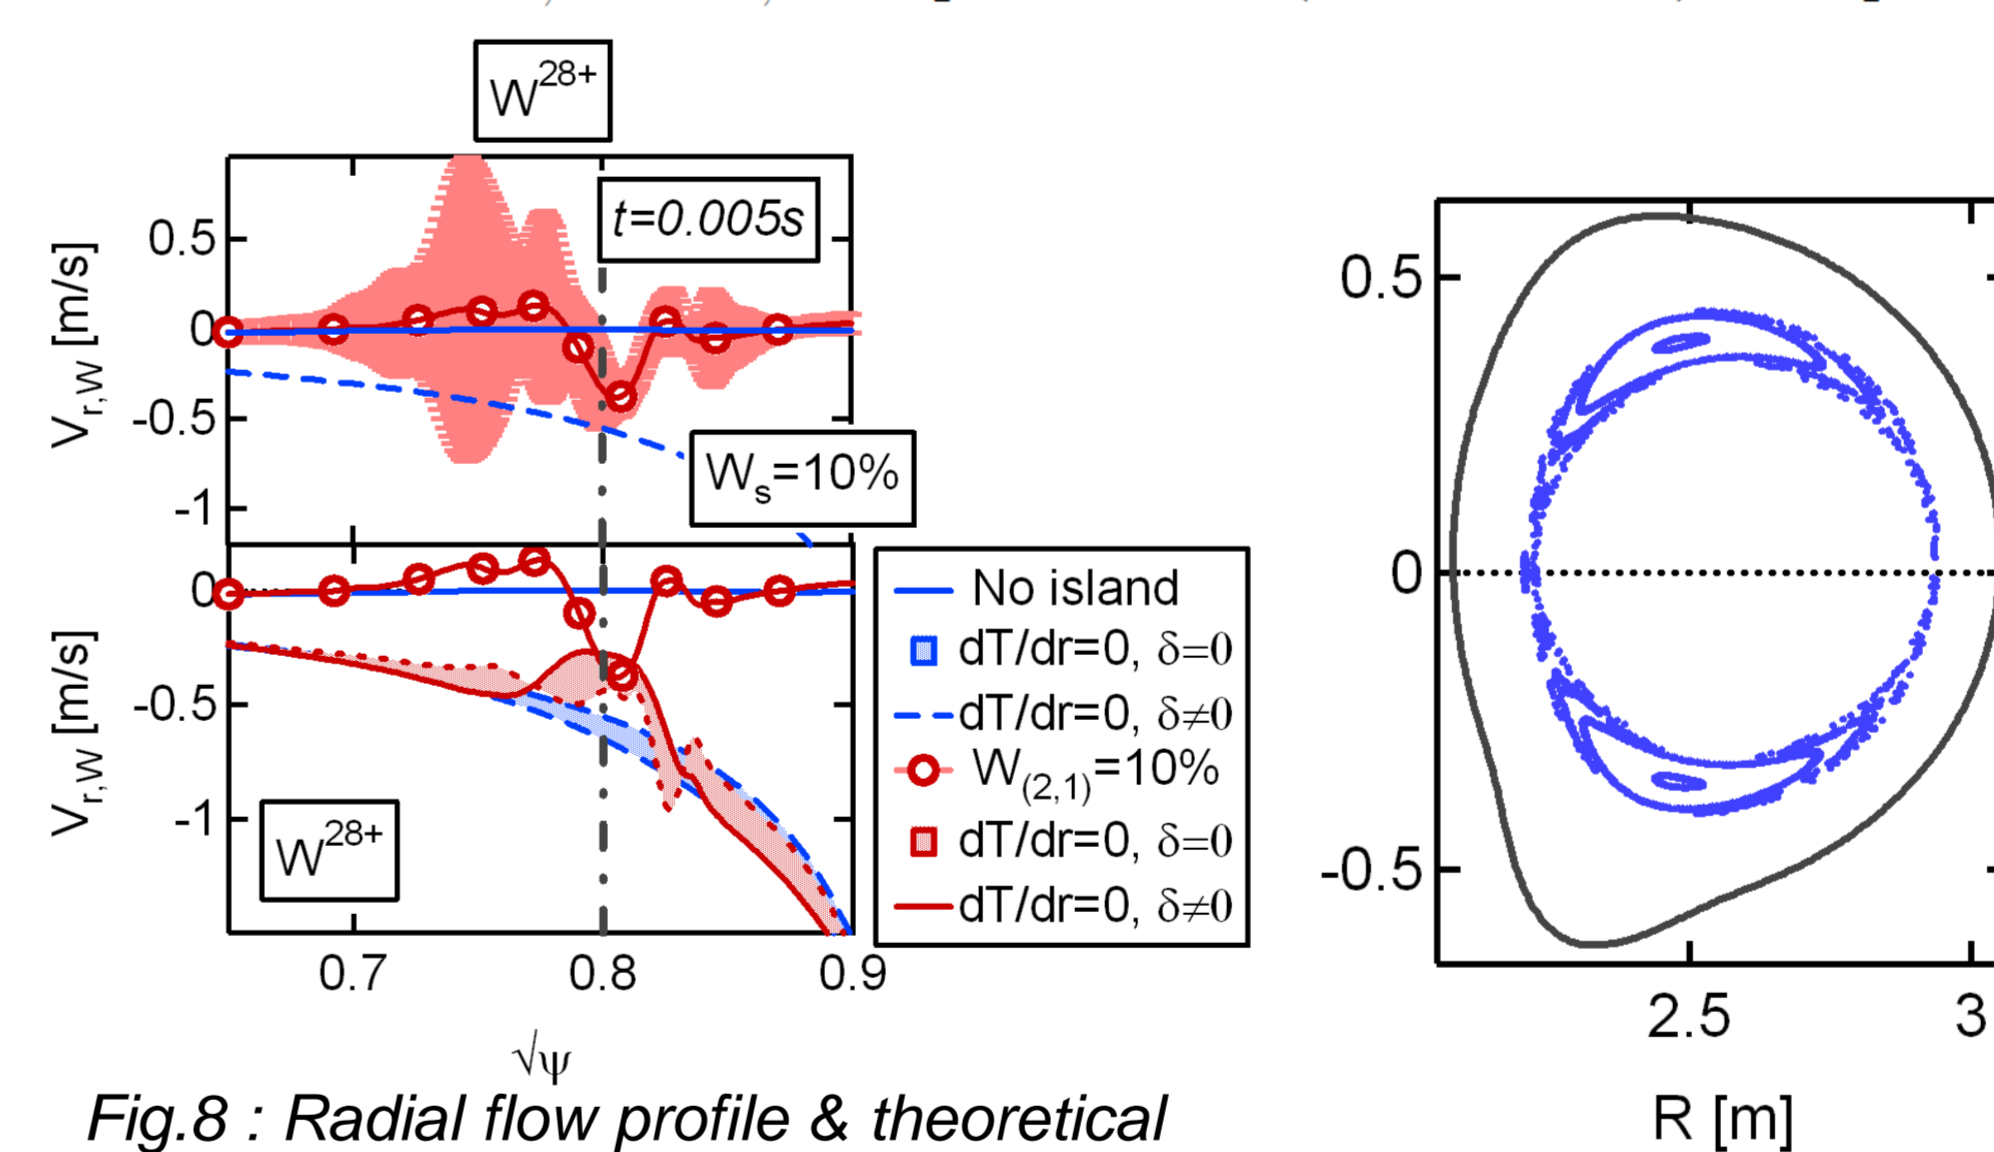 W28+
t=0.005s
Vr,W [m/s]
0.5
0
-0.5
-1
Ws=10%
Vr,W [m/s]
0
-0.5
-1
W28+
0.7 0.8 0.9
√ψ
No island
dT/dr=0, δ=0
dT/dr=0, δ≠0
W(2,1)=10%
dT/dr=0, δ=0
dT/dr=0, δ≠0
Fig.8 : Radial flow profile & theoretical
0.5
0
-0.5
2.5 3
R [m]